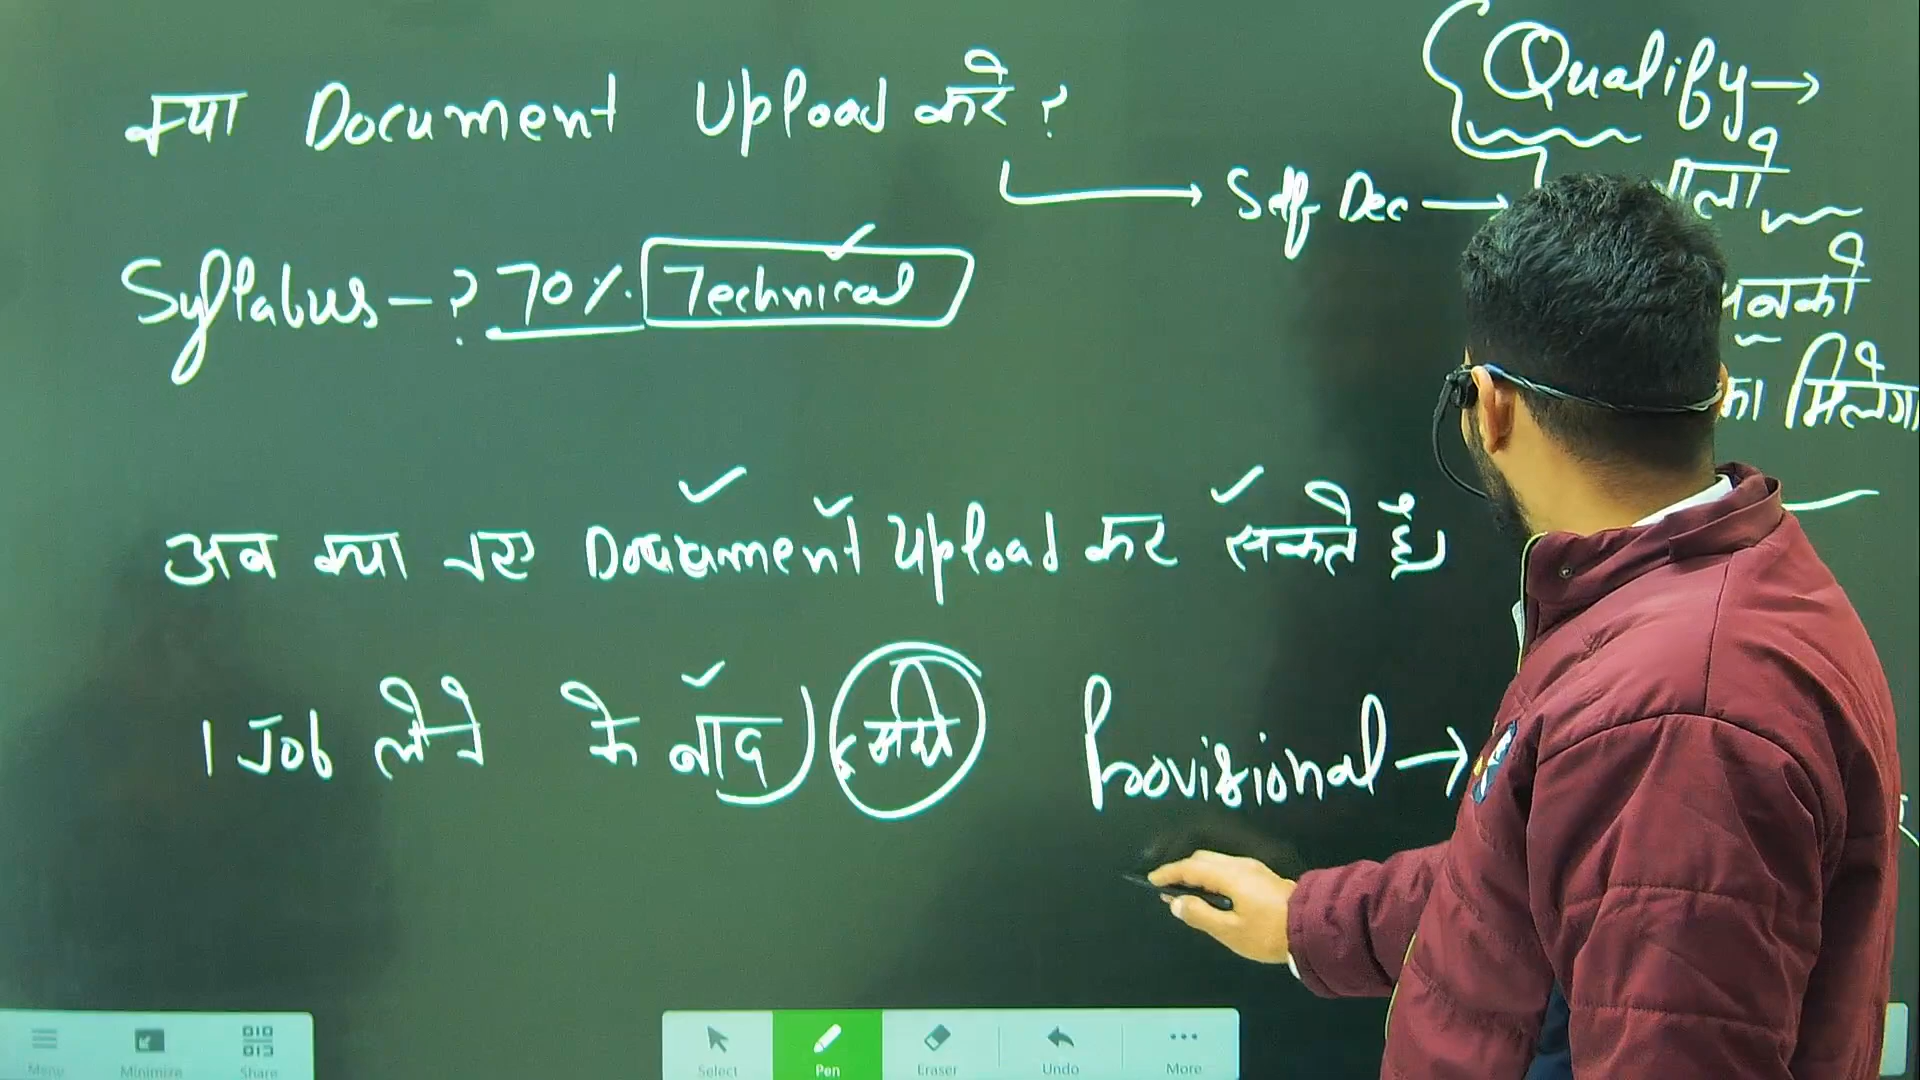 क्या Document Upload करे ?
Self Dec →
Qualify →
वालो
मिलेगा
Syllabus - ? 70% Technical
अब क्या Document Upload कर सकते है
1 Job लेने के बाद
Provisional →
Menu Minimize Share Select Pen Eraser Undo More